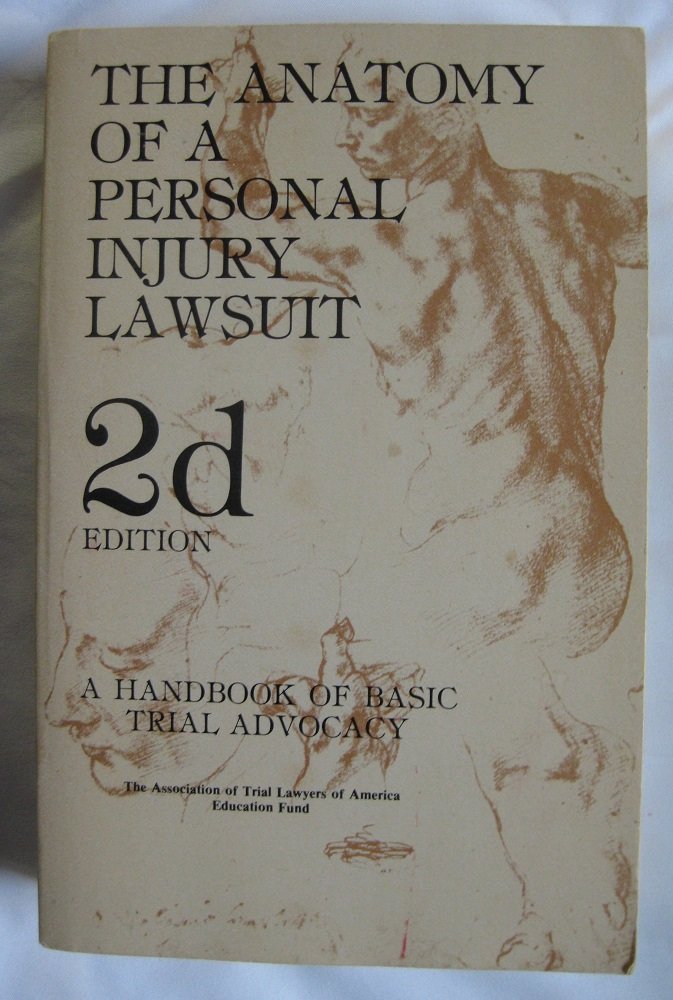 THE ANATOMY
OF A
PERSONAL
INJURY
LAWSUIT
2d
EDITION
A HANDBOOK OF BASIC
TRIAL ADVOCACY
The Association of Trial Lawyers of America
Education Fund